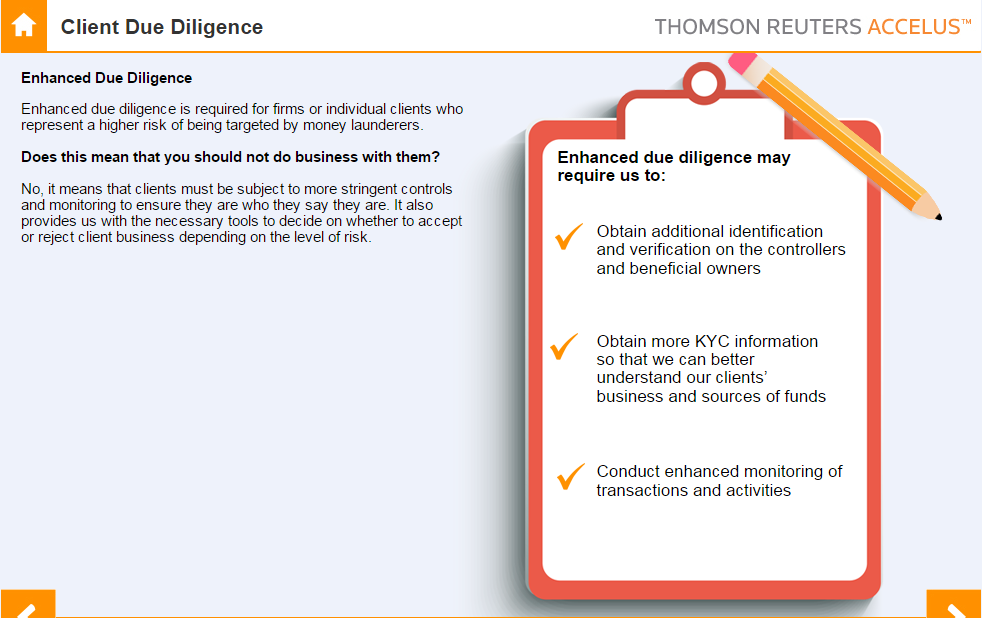 Client Due Diligence
THOMSON REUTERS ACCELUS™
Enhanced Due Diligence
Enhanced due diligence is required for firms or individual clients who
represent a higher risk of being targeted by money launderers.
Does this mean that you should not do business with them?
No, it means that clients must be subject to more stringent controls
and monitoring to ensure they are who they say they are. It also
provides us with the necessary tools to decide on whether to accept
or reject client business depending on the level of risk.
Enhanced due diligence may
require us to:
Obtain additional identification
and verification on the controllers
and beneficial owners
Obtain more KYC information
so that we can better
understand our clients’
business and sources of funds
Conduct enhanced monitoring of
transactions and activities